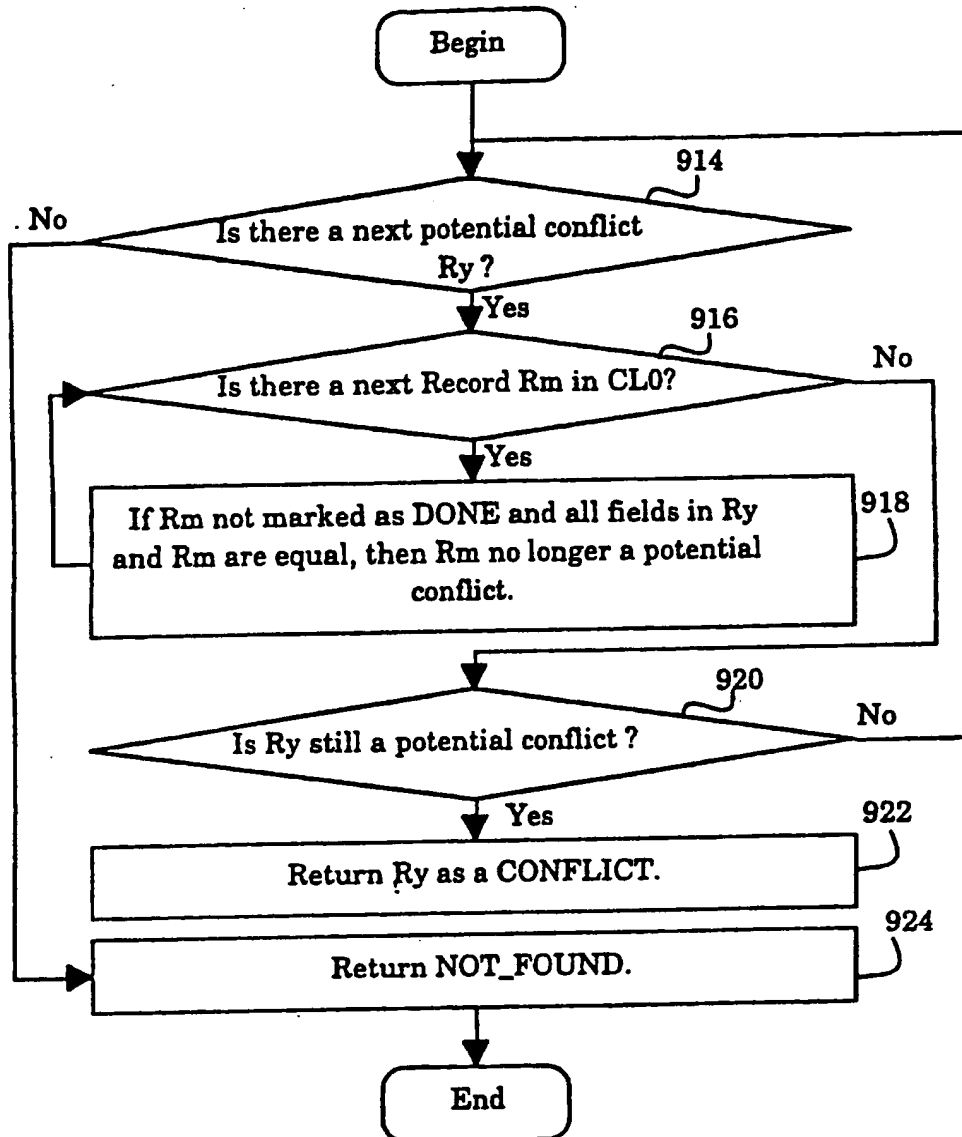 Begin
914
No
Is there a next potential conflict
Ry ?
Yes
916
No
Is there a next Record Rm in CL0?
Yes
918
If Rm not marked as DONE and all fields in Ry
and Rm are equal, then Rm no longer a potential
conflict.
920
No
Is Ry still a potential conflict ?
Yes
922
Return Ry as a CONFLICT.
924
Return NOT_FOUND.
End